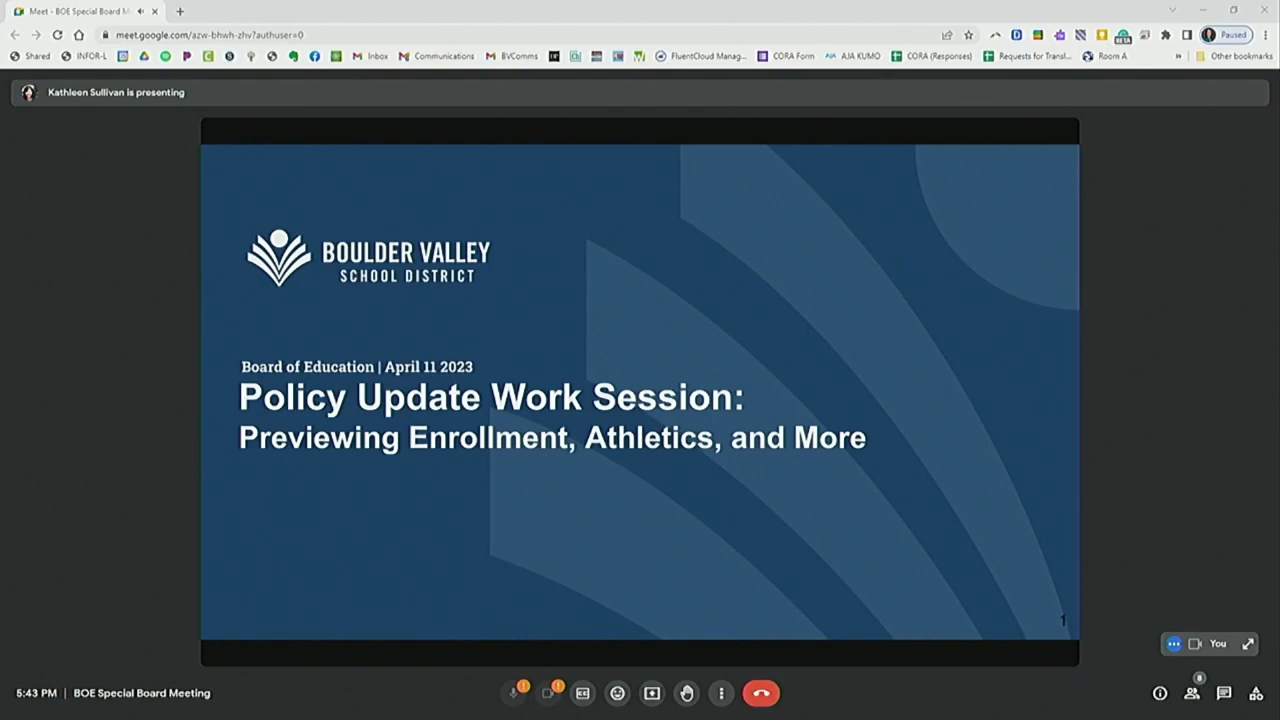 Meet - BOE Special Board M
meet.google.com/azw-bhwh-zhv?authuser=0
Paused
Shared
INFOR-L
Inbox
Communications
BVComms
FluentCloud Manag...
CORA Form
AJA KUMO
CORA (Responses)
Requests for Transl...
Room A
»
Other bookmarks
Kathleen Sullivan is presenting
BOULDER VALLEY
SCHOOL DISTRICT
Board of Education | April 11 2023
Policy Update Work Session:
Previewing Enrollment, Athletics, and More
1
You
5:43 PM | BOE Special Board Meeting
8